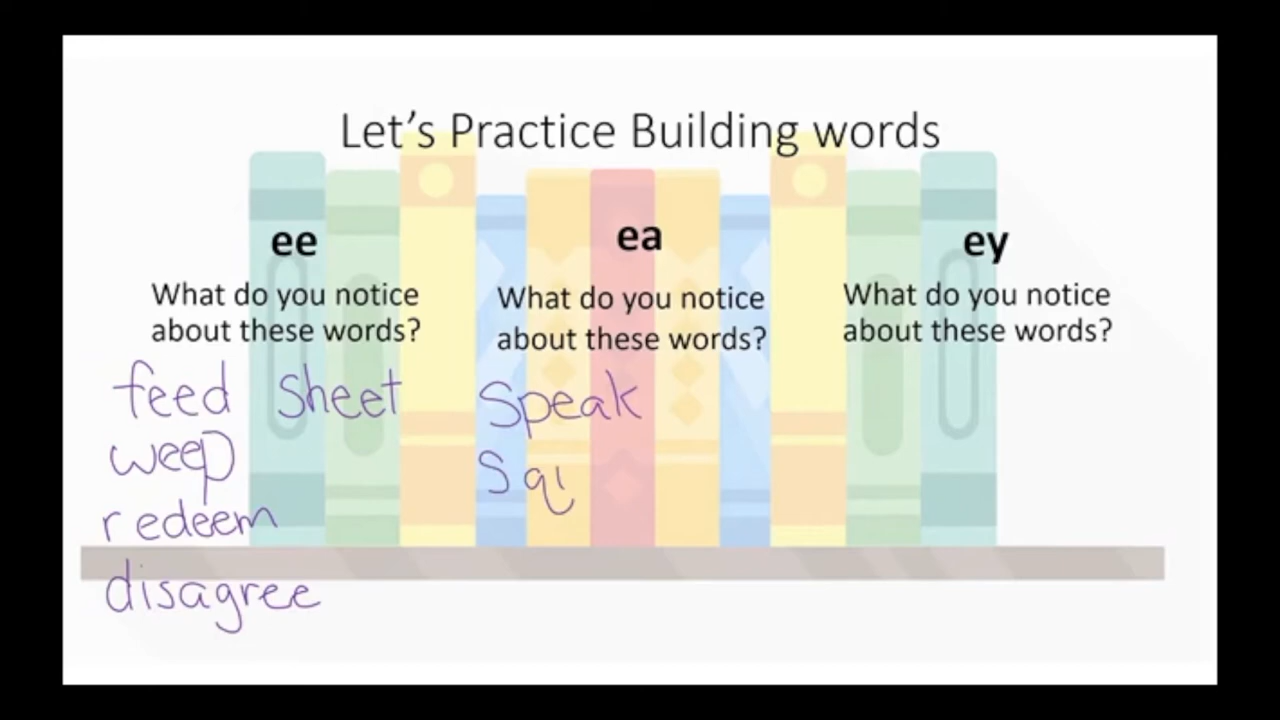 Let's Practice Building words
ee
What do you notice
about these words?
feed sheet
weep
redeem
disagree
ea
What do you notice
about these words?
speak
squ
ey
What do you notice
about these words?